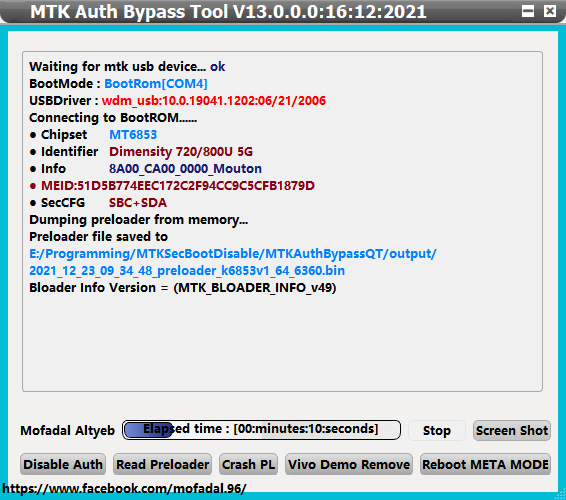 MTK Auth Bypass Tool V13.0.0.0:16:12:2021
Waiting for mtk usb device... ok
BootMode : BootRom[COM4]
USBDriver : wdm_usb:10.0.19041.1202:06/21/2006
Connecting to BootROM......
● Chipset MT6853
● Identifier Dimensity 720/800U 5G
● Info 8A00_CA00_0000_Mouton
● MEID:51D5B774EEC172C2F94CC9C5CFB1879D
● SecCFG SBC+SDA
Dumping preloader from memory...
Preloader file saved to
E:/Programming/MTKSecBootDisable/MTKAuthBypassQT/output/
2021_12_23_09_34_48_preloader_k6853v1_64_6360.bin
Bloader Info Version = (MTK_BLOADER_INFO_v49)
Mofadal Altyeb Elapsed time : [00:minutes:10:seconds] Stop Screen Shot
Disable Auth Read Preloader Crash PL Vivo Demo Remove Reboot META MODE
https://www.facebook.com/mofadal.96/